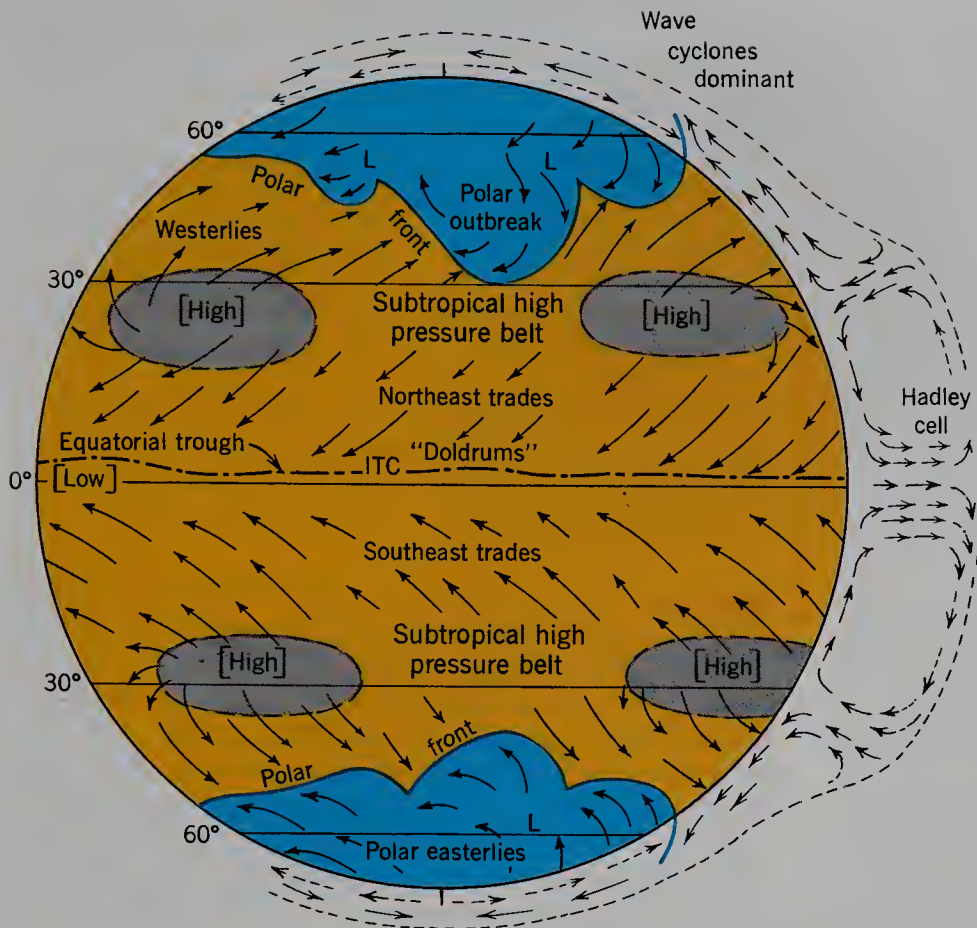 Wave
cyclones
dominant
60°
L
L
Polar
front
Polar
outbreak
Westerlies
30°
[High]
Subtropical high
pressure belt
[High]
Northeast trades
Hadley
cell
Equatorial trough
"Doldrums"
ITC
0°
[Low]
Southeast trades
Subtropical high
pressure belt
[High]
[High]
30°
Polar
front
60°
L
Polar easterlies